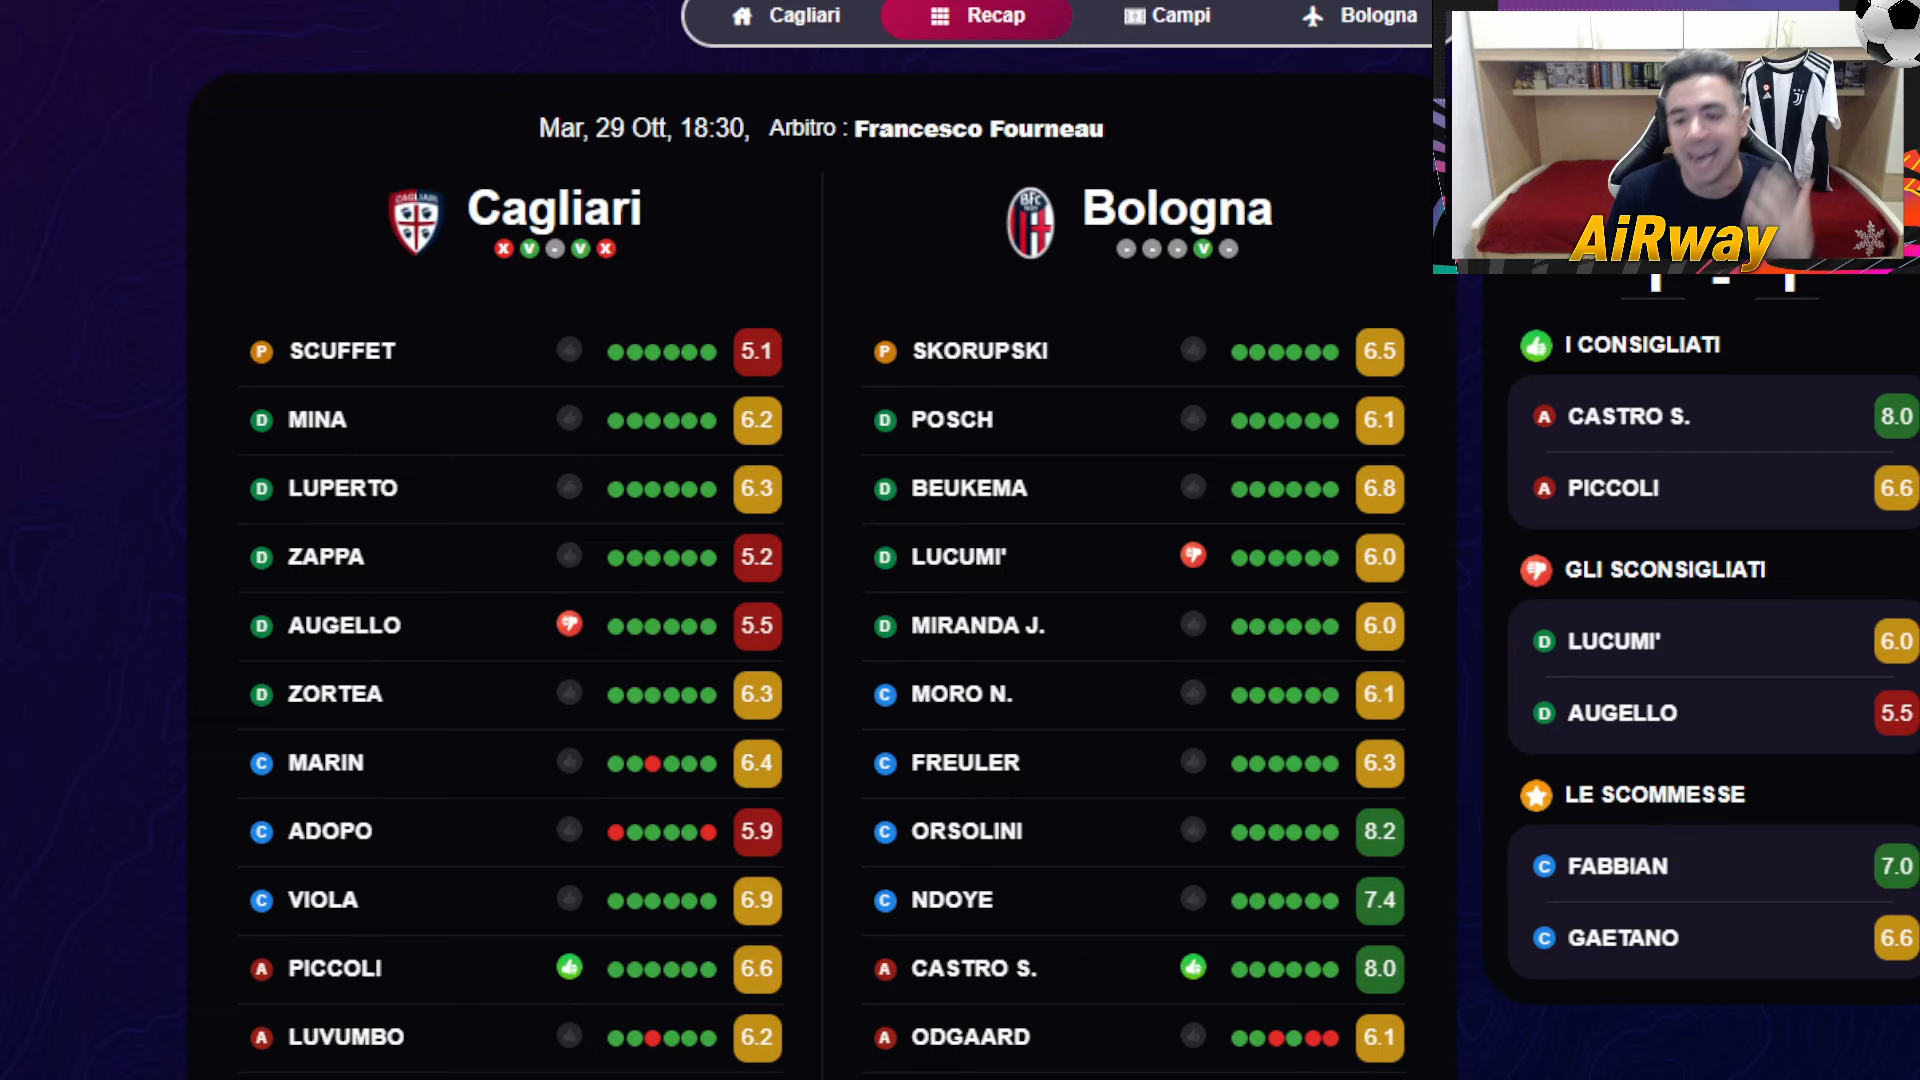 Cagliari Recap Campi Bologna
Mar, 29 Ott, 18:30, Arbitro : Francesco Fourneau
AiRway
Cagliari
X V - V X
Bologna
- - - V -
P SCUFFET 5.1
D MINA 6.2
D LUPERTO 6.3
D ZAPPA 5.2
D AUGELLO 5.5
D ZORTEA 6.3
C MARIN 6.4
C ADOPO 5.9
C VIOLA 6.9
A PICCOLI 6.6
A LUVUMBO 6.2
P SKORUPSKI 6.5
D POSCH 6.1
D BEUKEMA 6.8
D LUCUMI' 6.0
D MIRANDA J. 6.0
C MORO N. 6.1
C FREULER 6.3
C ORSOLINI 8.2
C NDOYE 7.4
A CASTRO S. 8.0
A ODGAARD 6.1
I CONSIGLIATI
A CASTRO S. 8.0
A PICCOLI 6.6
GLI SCONSIGLIATI
D LUCUMI' 6.0
D AUGELLO 5.5
LE SCOMMESSE
C FABBIAN 7.0
C GAETANO 6.6